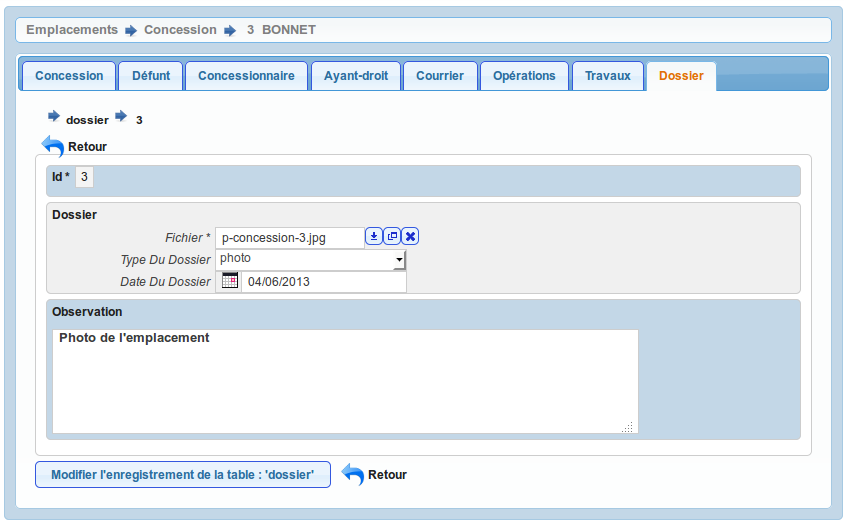 Emplacements Concession 3 BONNET
Concession Défunt Concessionnaire Ayant-droit Courrier Opérations Travaux Dossier
dossier 3
Retour
Id * 3
Dossier
Fichier * p-concession-3.jpg
Type Du Dossier photo
Date Du Dossier 04/06/2013
Observation
Photo de l'emplacement
Modifier l'enregistrement de la table : 'dossier' Retour